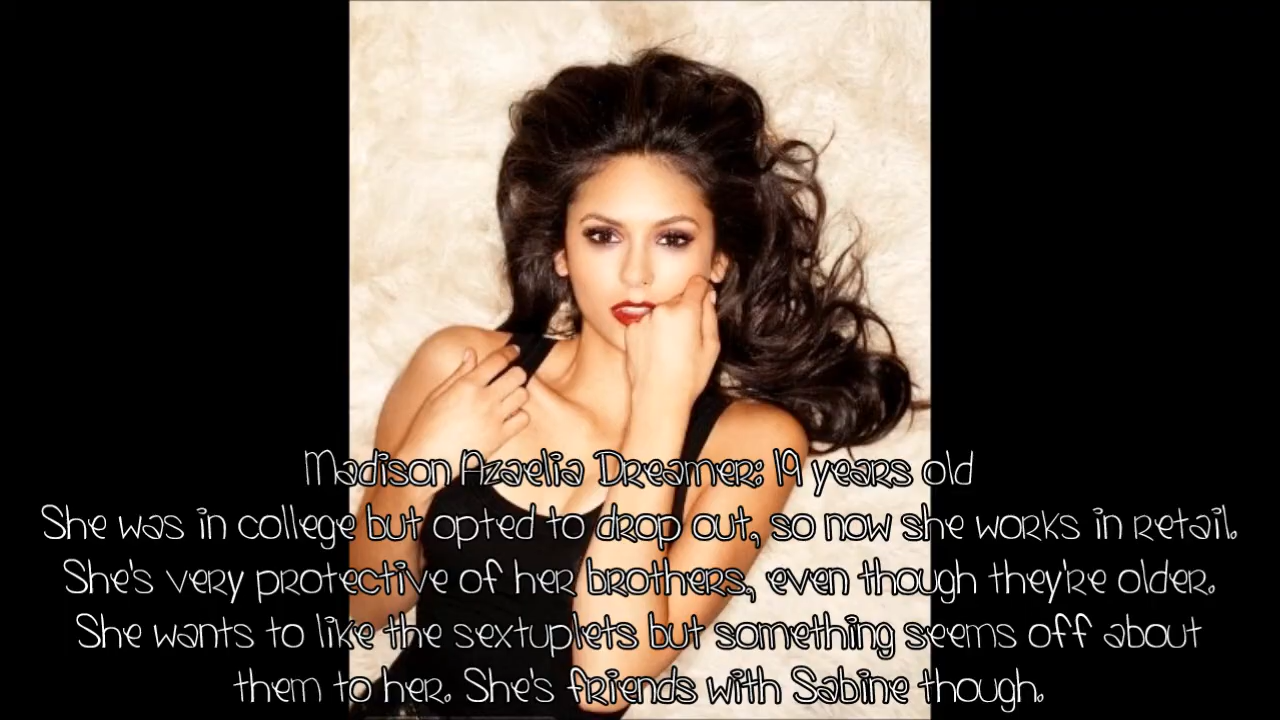 Madison Azaelia Dreamer: 19 years old
She was in college but opted to drop out, so now she works in retail.
She's very protective of her brothers, even though they're older.
She wants to like the sextuplets but something seems off about
them to her. She's friends with Sabine though.